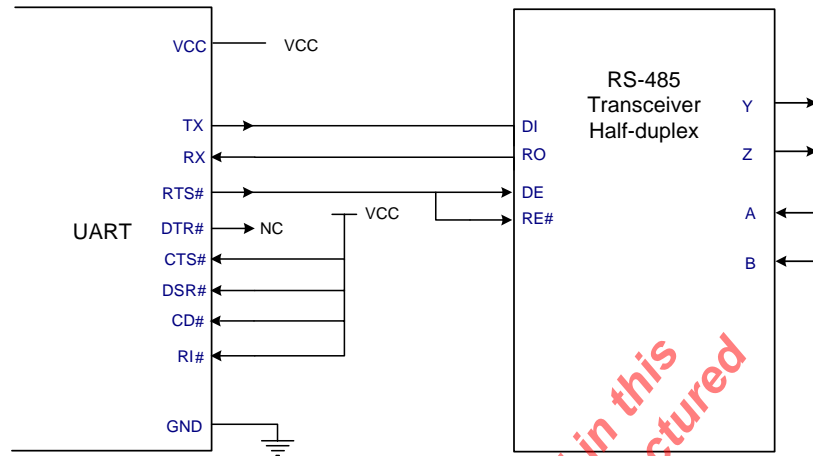 VCC
VCC
TX
RX
RTS#
DTR#
NC
CTS#
DSR#
CD#
RI#
GND
UART
VCC
RS-485
Transceiver
Half-duplex
DI
RO
DE
RE#
Y
Z
A
B
in this